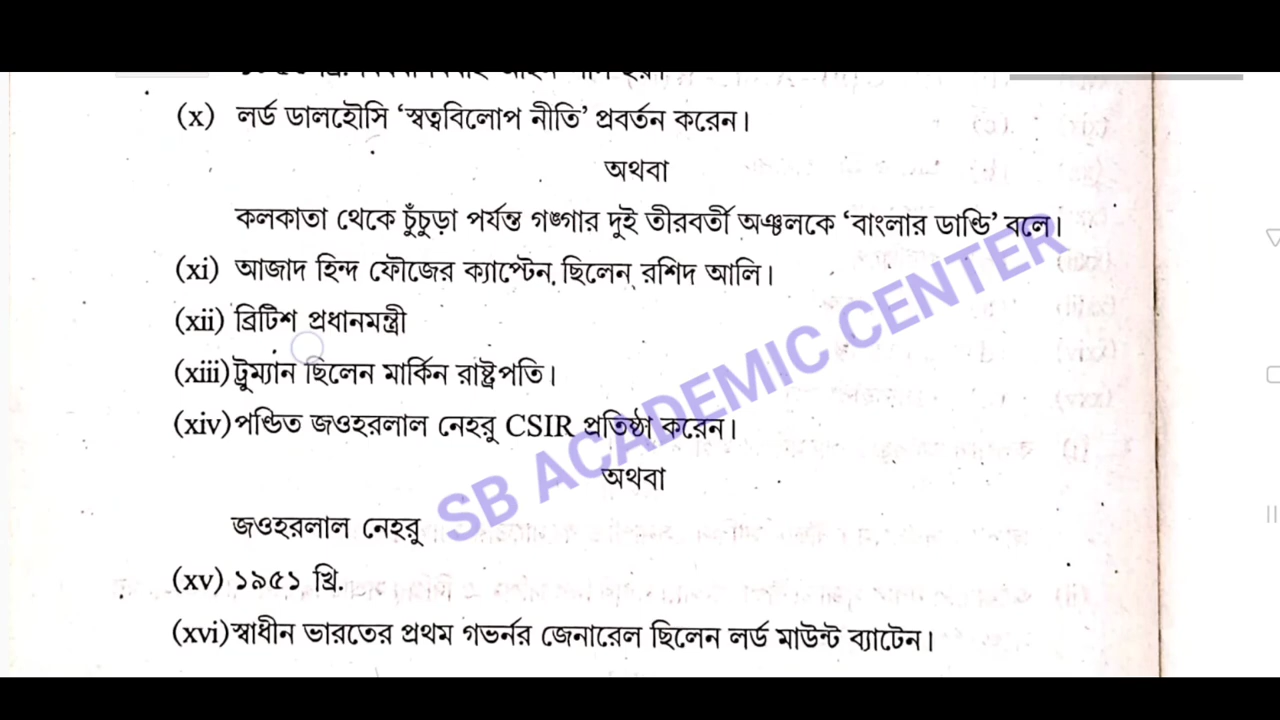 (x) লর্ড ডালহৌসি ‘স্বত্ববিলোপ নীতি’ প্রবর্তন করেন।
অথবা
কলকাতা থেকে চুঁচুড়া পর্যন্ত গঙ্গার দুই তীরবর্তী অঞ্চলকে ‘বাংলার ডাণ্ডি’ বলে।
(xi) আজাদ হিন্দ ফৌজের ক্যাপ্টেন ছিলেন রশিদ আলি।
(xii) ব্রিটিশ প্রধানমন্ত্রী
(xiii) ট্রুম্যান ছিলেন মার্কিন রাষ্ট্রপতি।
(xiv) পণ্ডিত জওহরলাল নেহরু CSIR প্রতিষ্ঠা করেন।
অথবা
জওহরলাল নেহরু
(xv) ১৯৫১ খ্রি.
(xvi) স্বাধীন ভারতের প্রথম গভর্নর জেনারেল ছিলেন লর্ড মাউন্ট ব্যাটেন।
SB ACADEMIC CENTER